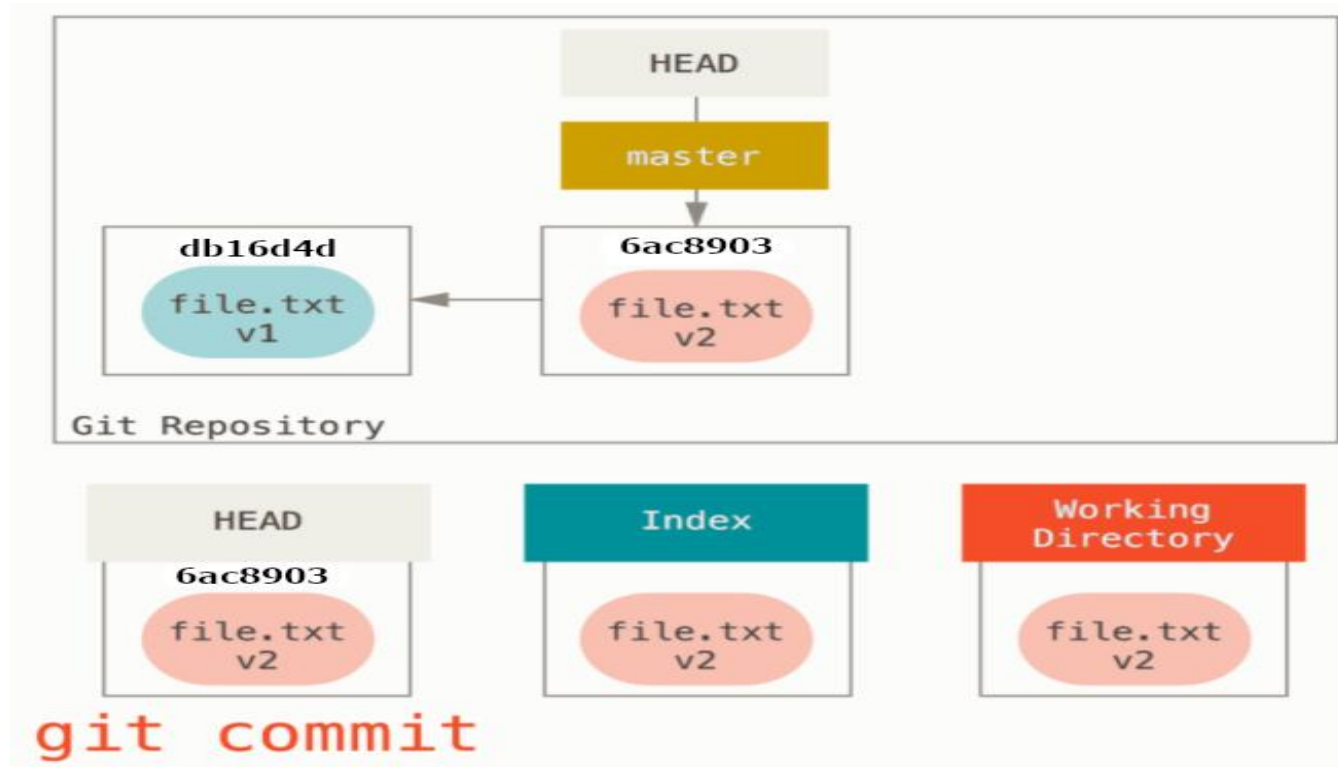 HEAD
master
db16d4d
file.txt
v1
6ac8903
file.txt
v2
Git Repository
HEAD
6ac8903
file.txt
v2
Index
file.txt
v2
Working
Directory
file.txt
v2
git commit